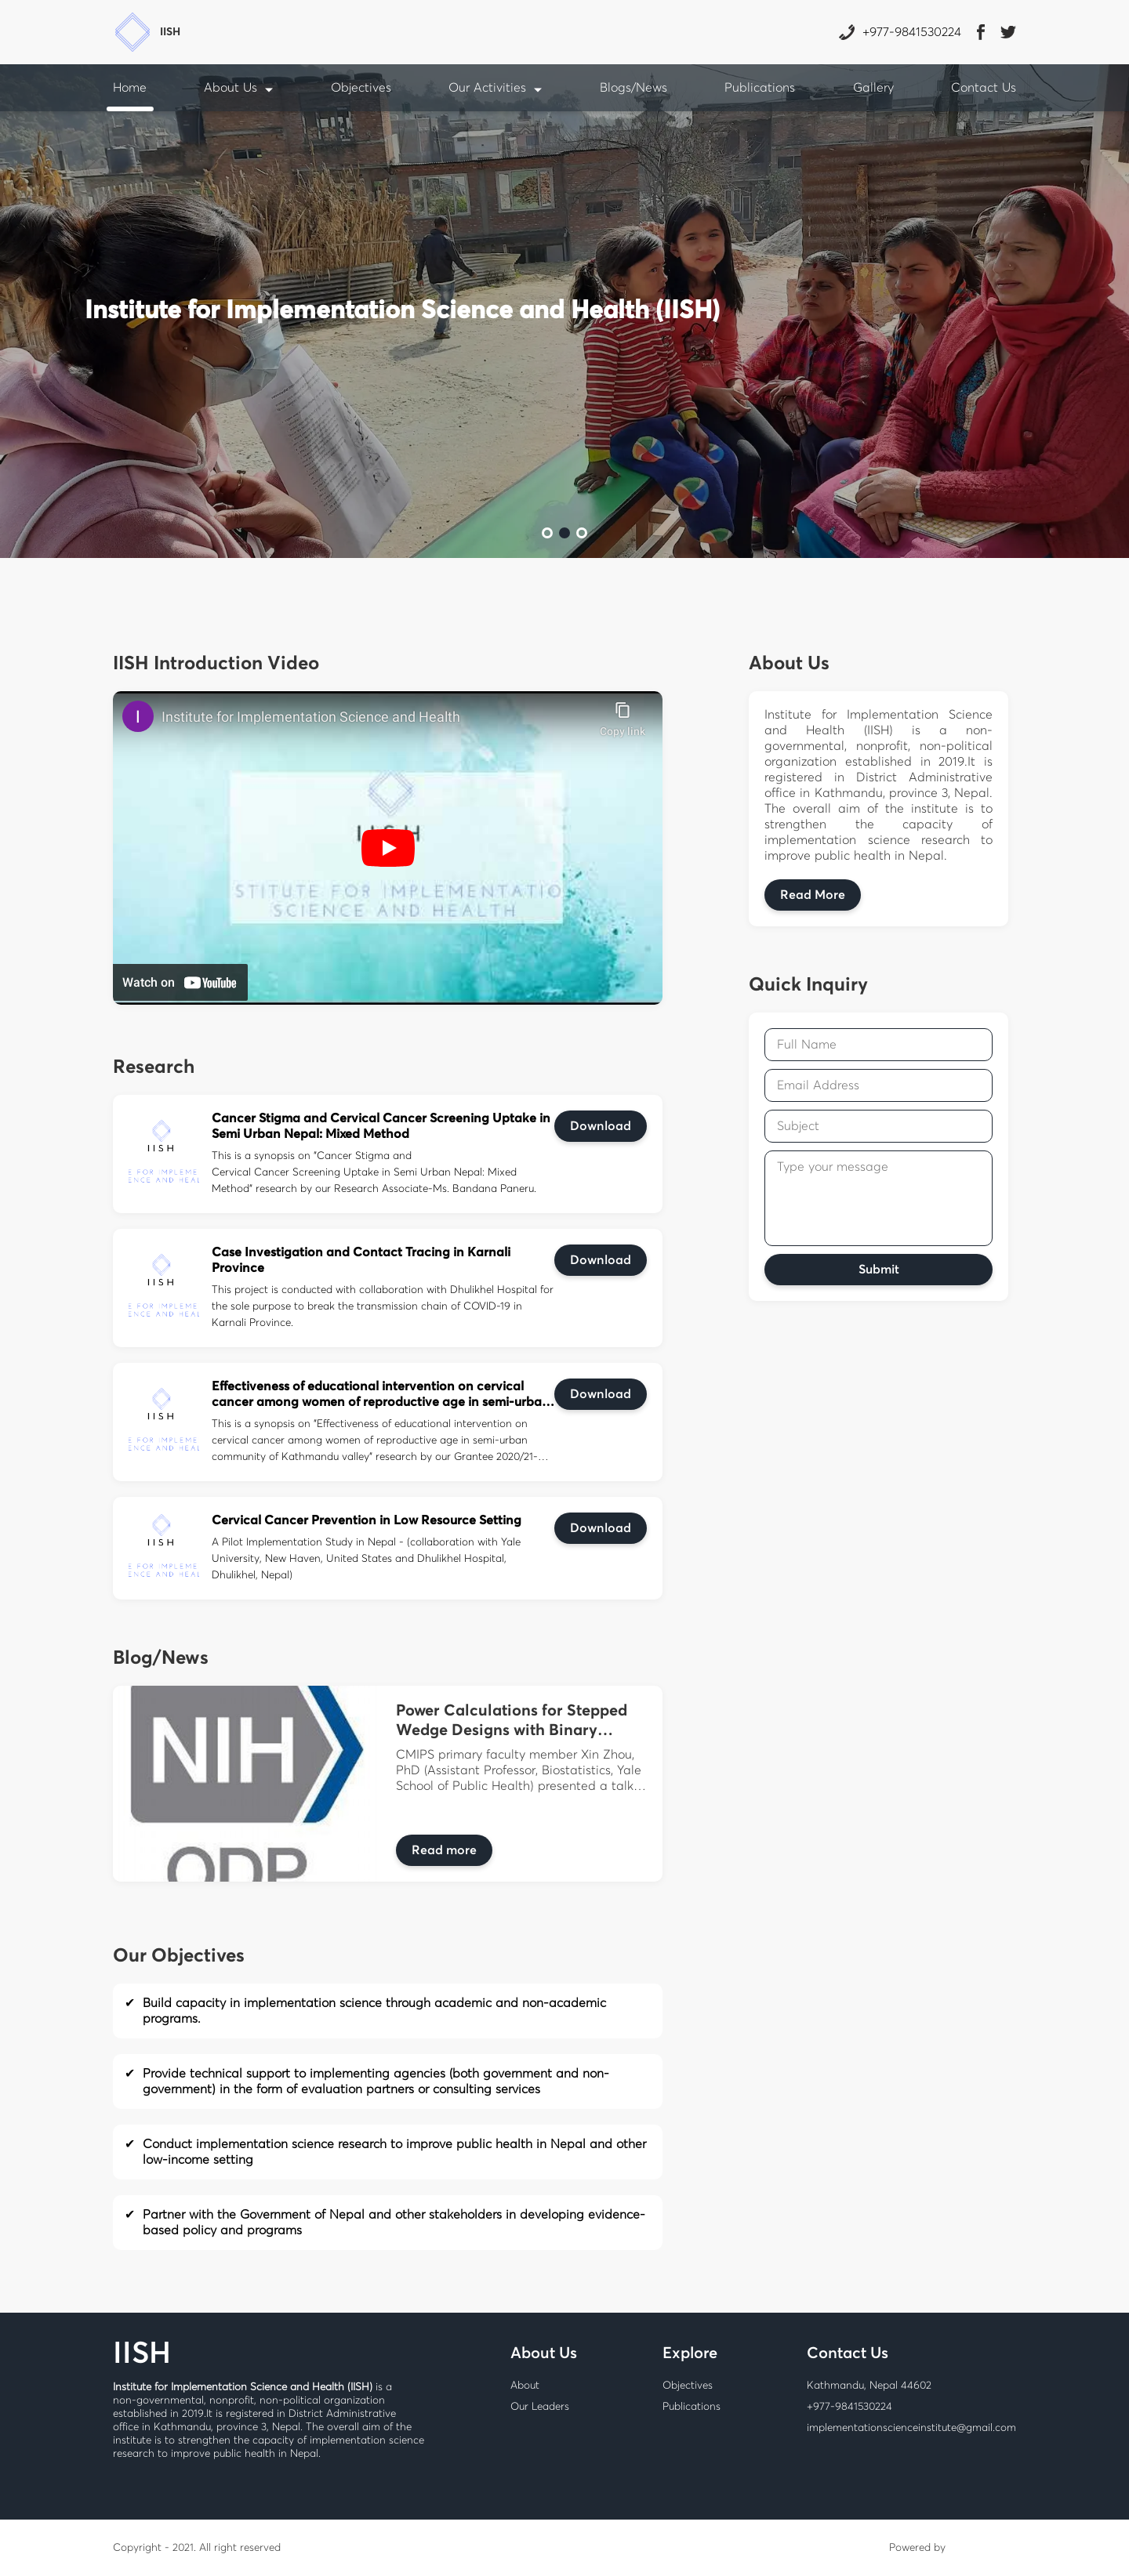 IISH
+977-9841530224
Home
About Us
Objectives
Our Activities
Blogs/News
Publications
Gallery
Contact Us
Institute for Implementation Science and Health (IISH)
IISH Introduction Video
I
Institute for Implementation Science and Health
Copy link
IISH
STITUTE FOR IMPLEMENTATIO
SCIENCE AND HEALTH
Watch on YouTube
Research
IISH
E FOR IMPLEME
ENCE AND HEAL
Cancer Stigma and Cervical Cancer Screening Uptake in
Semi Urban Nepal: Mixed Method
This is a synopsis on "Cancer Stigma and
Cervical Cancer Screening Uptake in Semi Urban Nepal: Mixed
Method" research by our Research Associate-Ms. Bandana Paneru.
Download
IISH
E FOR IMPLEME
ENCE AND HEAL
Case Investigation and Contact Tracing in Karnali
Province
This project is conducted with collaboration with Dhulikhel Hospital for
the sole purpose to break the transmission chain of COVID-19 in
Karnali Province.
Download
IISH
E FOR IMPLEME
ENCE AND HEAL
Effectiveness of educational intervention on cervical
cancer among women of reproductive age in semi-urba...
This is a synopsis on "Effectiveness of educational intervention on
cervical cancer among women of reproductive age in semi-urban
community of Kathmandu valley" research by our Grantee 2020/21-...
Download
IISH
E FOR IMPLEME
ENCE AND HEAL
Cervical Cancer Prevention in Low Resource Setting
A Pilot Implementation Study in Nepal - (collaboration with Yale
University, New Haven, United States and Dhulikhel Hospital,
Dhulikhel, Nepal)
Download
Blog/News
NIH
ODP
Power Calculations for Stepped
Wedge Designs with Binary...
CMIPS primary faculty member Xin Zhou,
PhD (Assistant Professor, Biostatistics, Yale
School of Public Health) presented a talk...
Read more
Our Objectives
✔ Build capacity in implementation science through academic and non-academic
programs.
✔ Provide technical support to implementing agencies (both government and non-
government) in the form of evaluation partners or consulting services
✔ Conduct implementation science research to improve public health in Nepal and other
low-income setting
✔ Partner with the Government of Nepal and other stakeholders in developing evidence-
based policy and programs
About Us
Institute for Implementation Science
and Health (IISH) is a non-
governmental, nonprofit, non-political
organization established in 2019.It is
registered in District Administrative
office in Kathmandu, province 3, Nepal.
The overall aim of the institute is to
strengthen the capacity of
implementation science research to
improve public health in Nepal.
Read More
Quick Inquiry
Full Name
Email Address
Subject
Type your message
Submit
IISH
Institute for Implementation Science and Health (IISH) is a
non-governmental, nonprofit, non-political organization
established in 2019.It is registered in District Administrative
office in Kathmandu, province 3, Nepal. The overall aim of the
institute is to strengthen the capacity of implementation science
research to improve public health in Nepal.
About Us
About
Our Leaders
Explore
Objectives
Publications
Contact Us
Kathmandu, Nepal 44602
+977-9841530224
implementationscienceinstitute@gmail.com
Copyright - 2021. All right reserved
Powered by